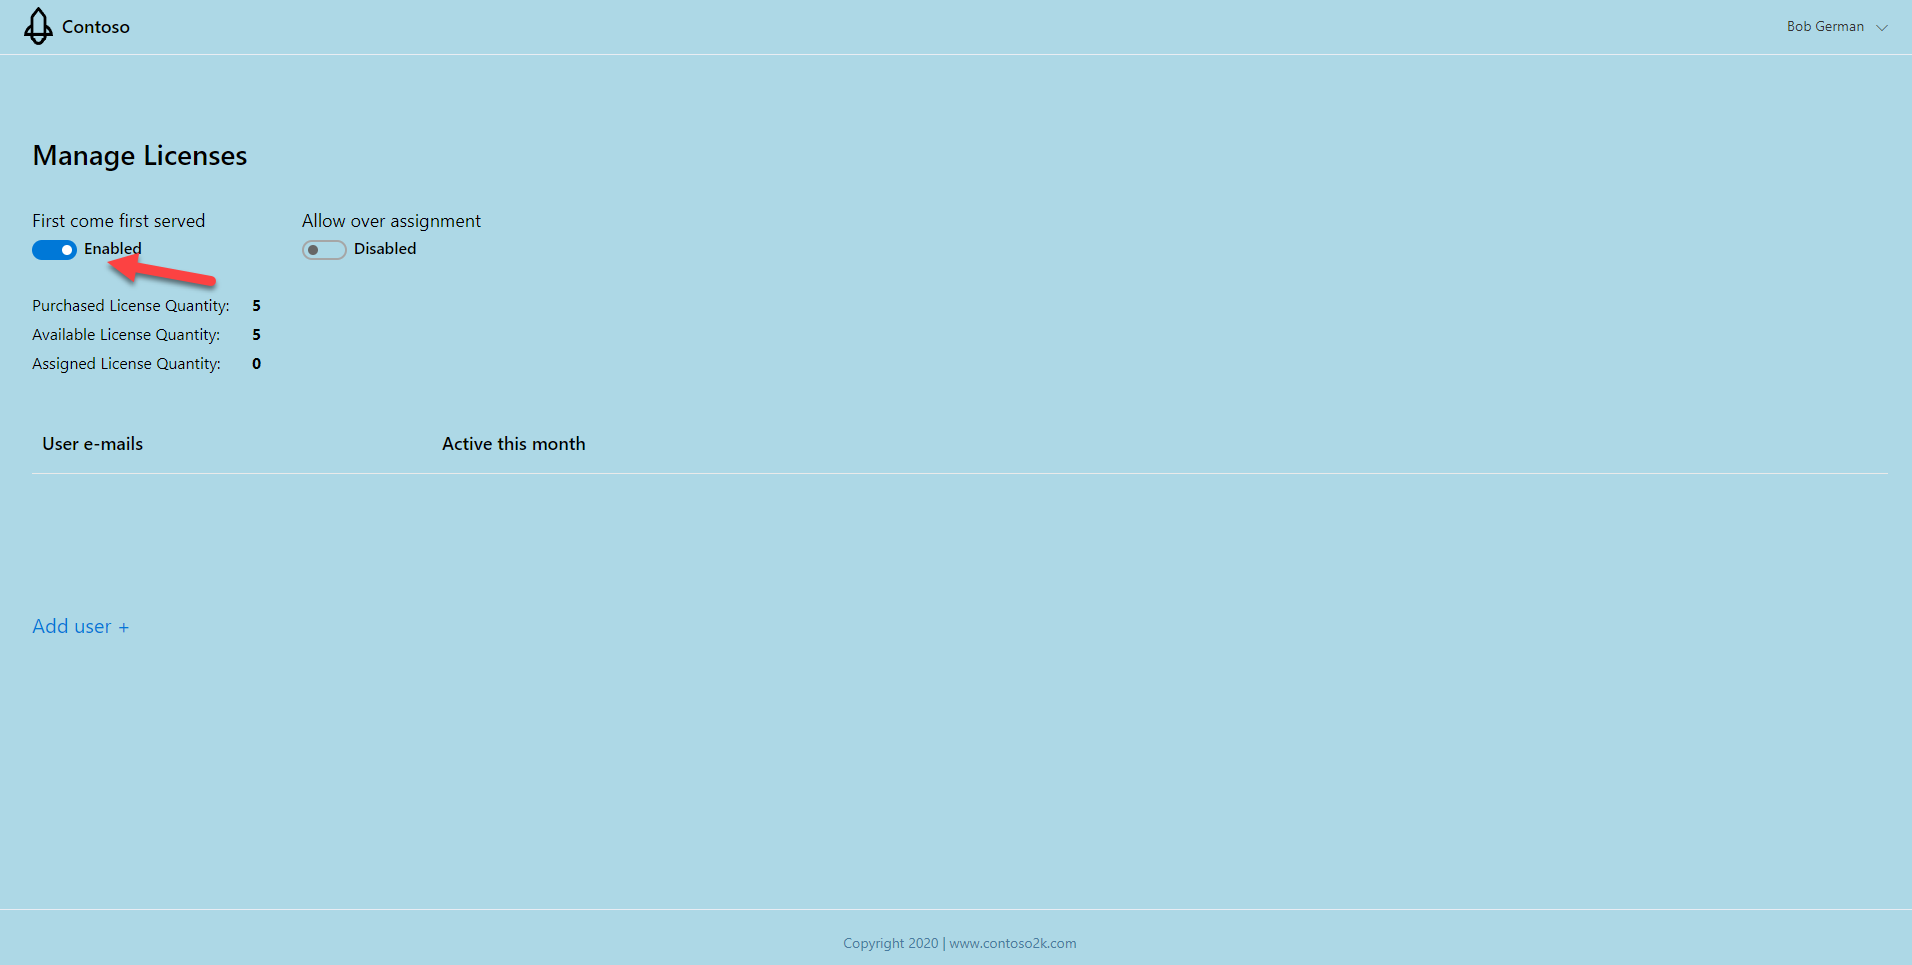 Contoso
Bob German
Manage Licenses
First come first served
Allow over assignment
Enabled
Disabled
Purchased License Quantity: 5
Available License Quantity: 5
Assigned License Quantity: 0
User e-mails
Active this month
Add user +
Copyright 2020 | www.contoso2k.com